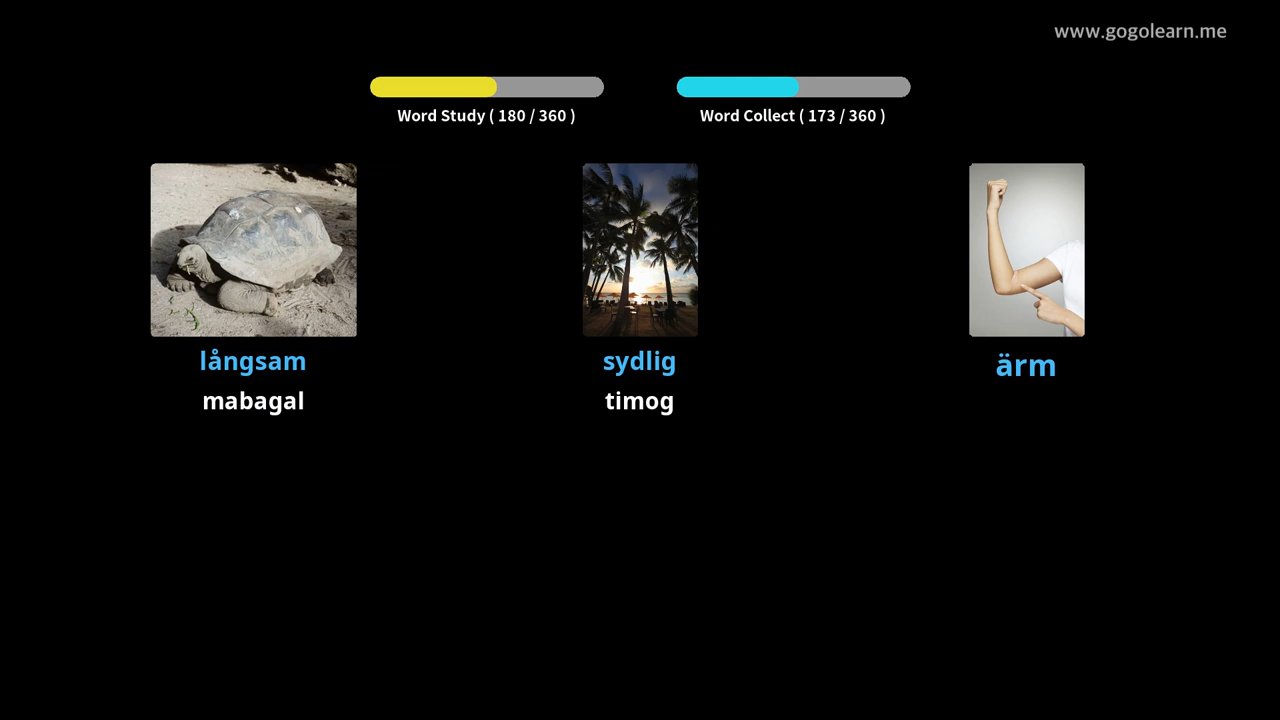 www.gogolearn.me
Word Study ( 180 / 360 )
Word Collect ( 173 / 360 )
långsam
mabagal
sydlig
timog
ärm